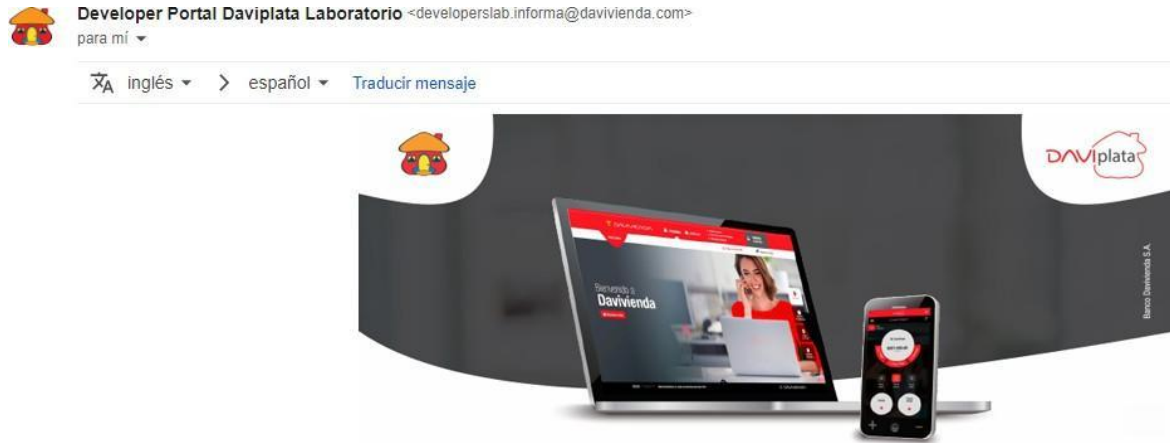 Developer Portal Daviplata Laboratorio <developerslab.informa@davivienda.com>
para mí
inglés > español Traducir mensaje
DAVIplata
DAVIVIENDA
Bienvenido a
Davivienda
Banco Davivienda S.A.